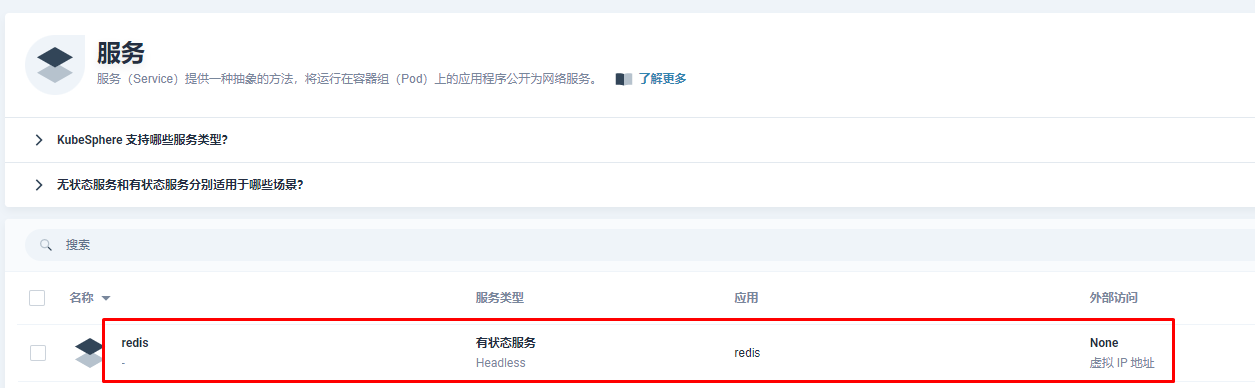 服务
服务（Service）提供一种抽象的方法，将运行在容器组（Pod）上的应用程序公开为网络服务。 了解更多
KubeSphere 支持哪些服务类型?
无状态服务和有状态服务分别适用于哪些场景?
搜索
名称 服务类型 应用 外部访问
redis 有状态服务 redis None
- Headless 虚拟 IP 地址